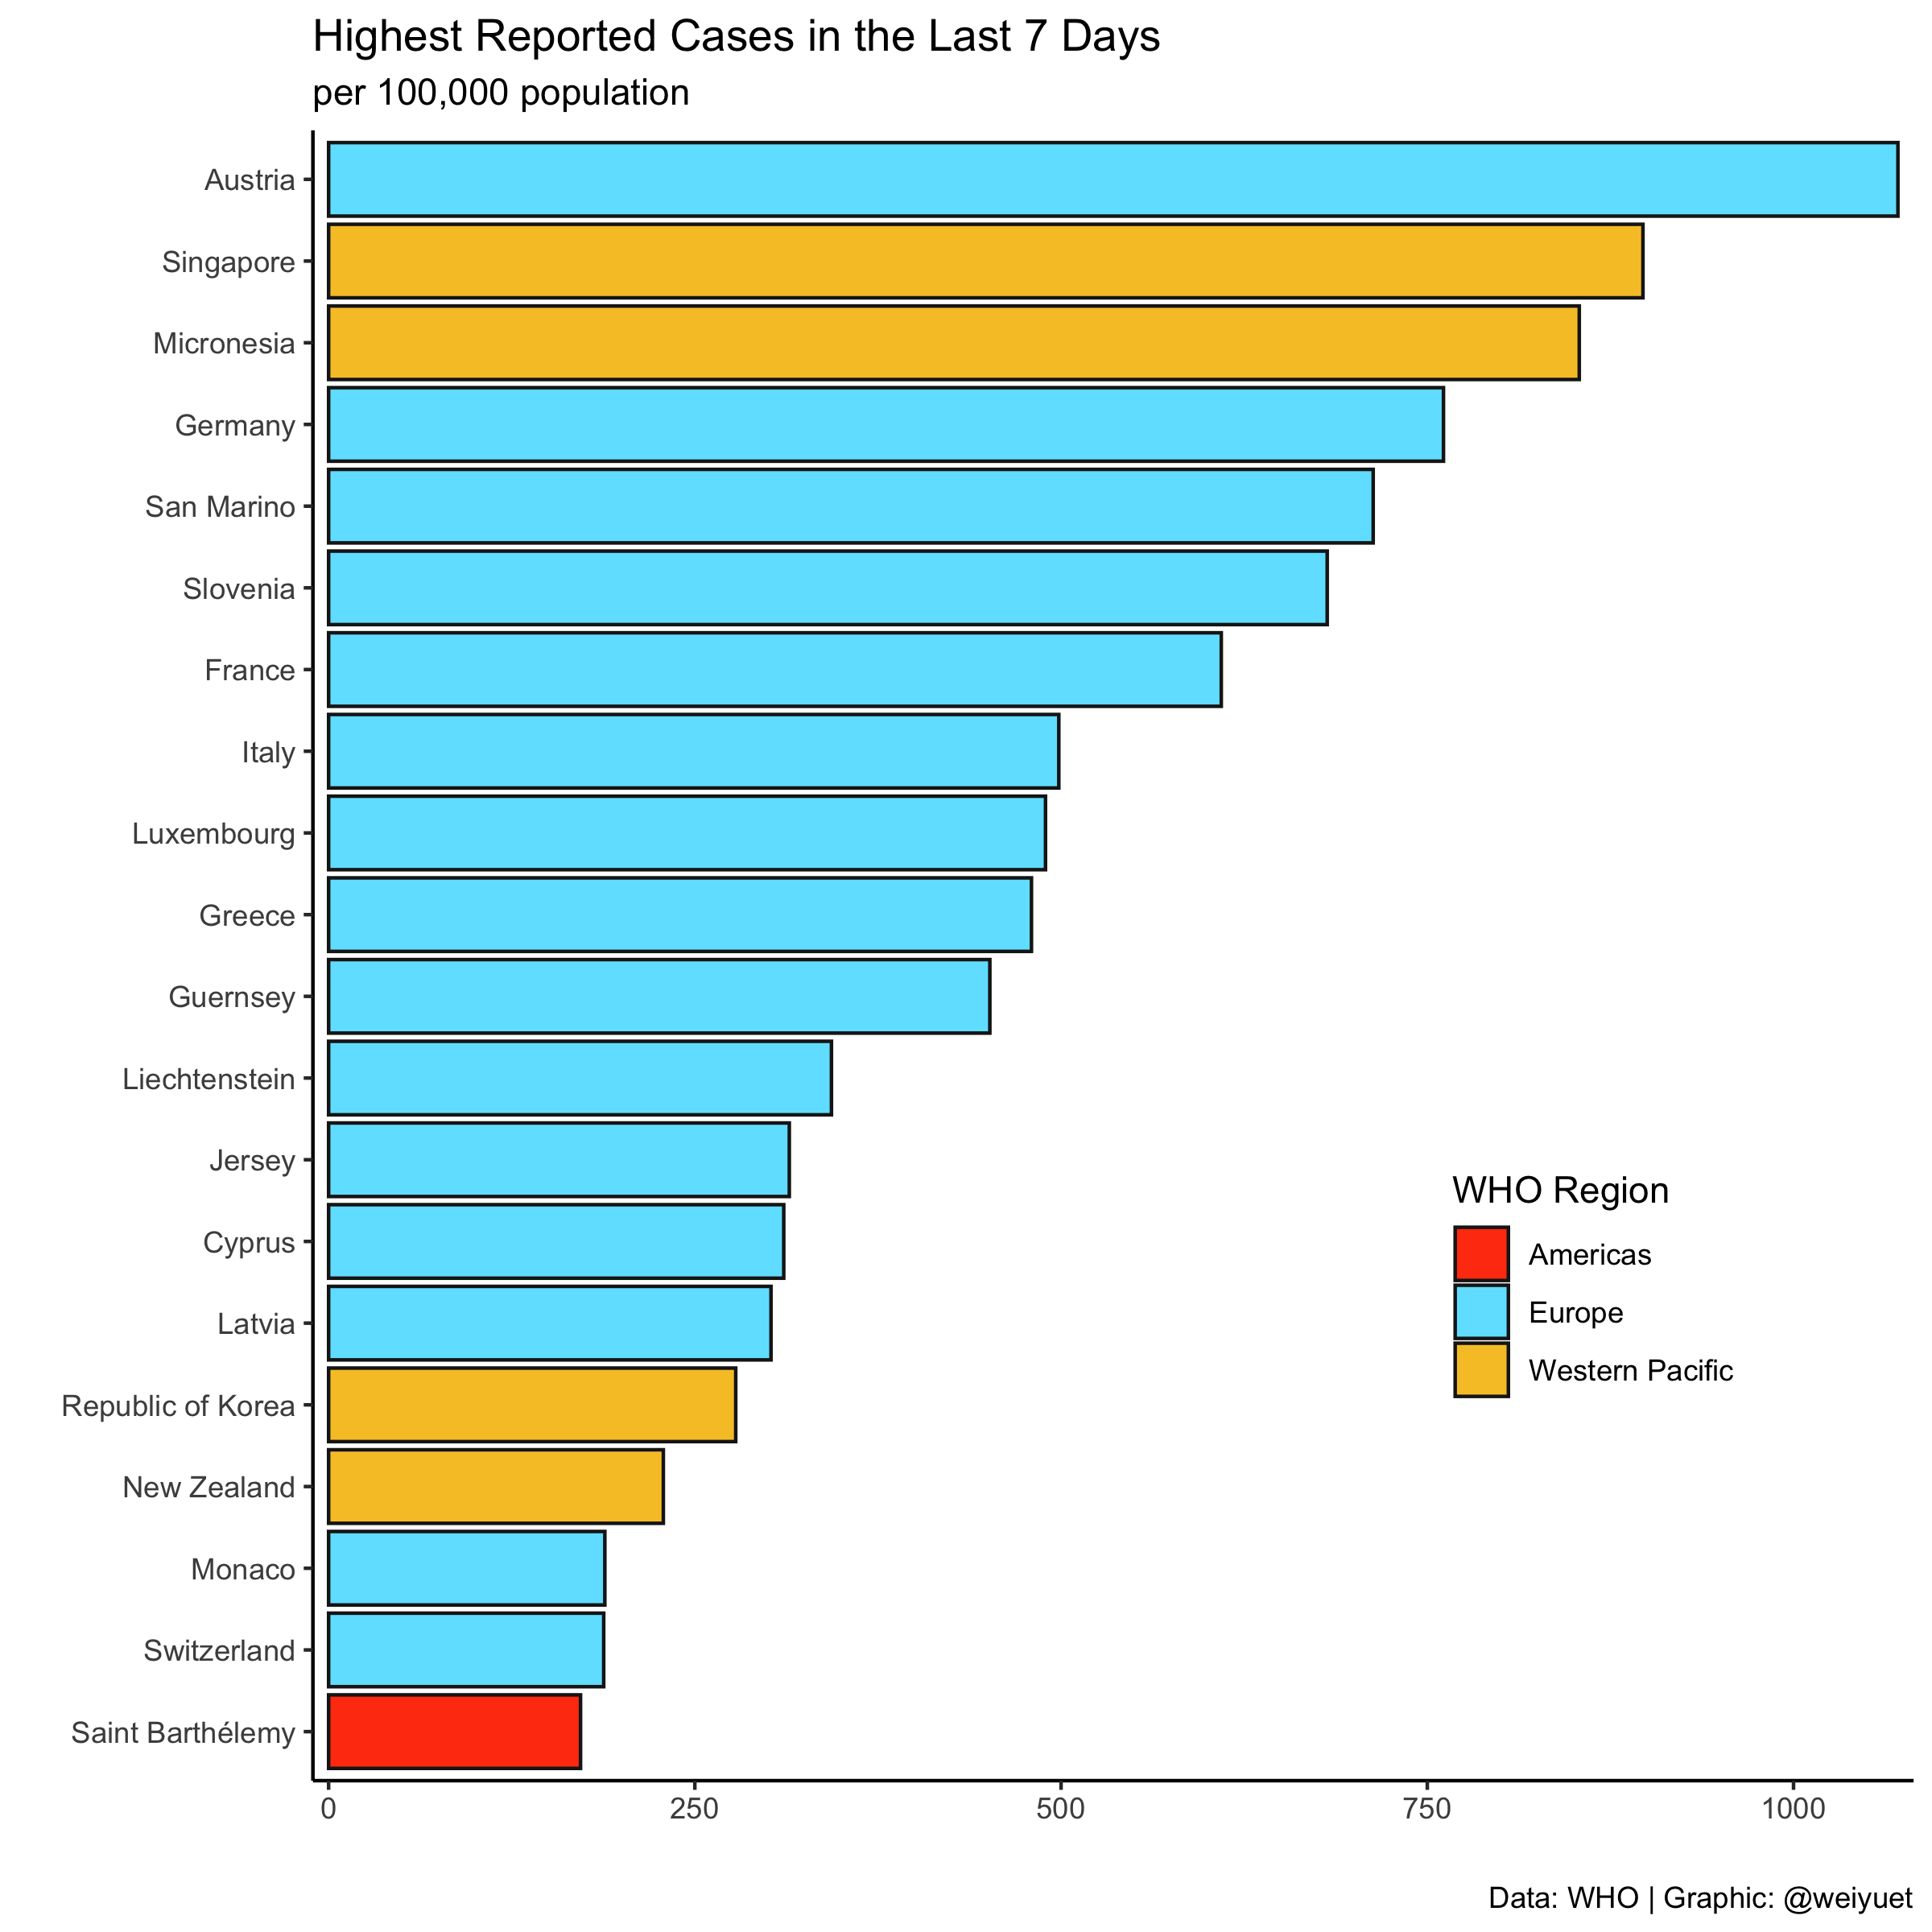 Highest Reported Cases in the Last 7 Days
per 100,000 population
Austria
Singapore
Micronesia
Germany
San Marino
Slovenia
France
Italy
Luxembourg
Greece
Guernsey
Liechtenstein
Jersey
Cyprus
Latvia
Republic of Korea
New Zealand
Monaco
Switzerland
Saint Barthélemy
WHO Region
Americas
Europe
Western Pacific
0 250 500 750 1000
Data: WHO | Graphic: @weiyuet